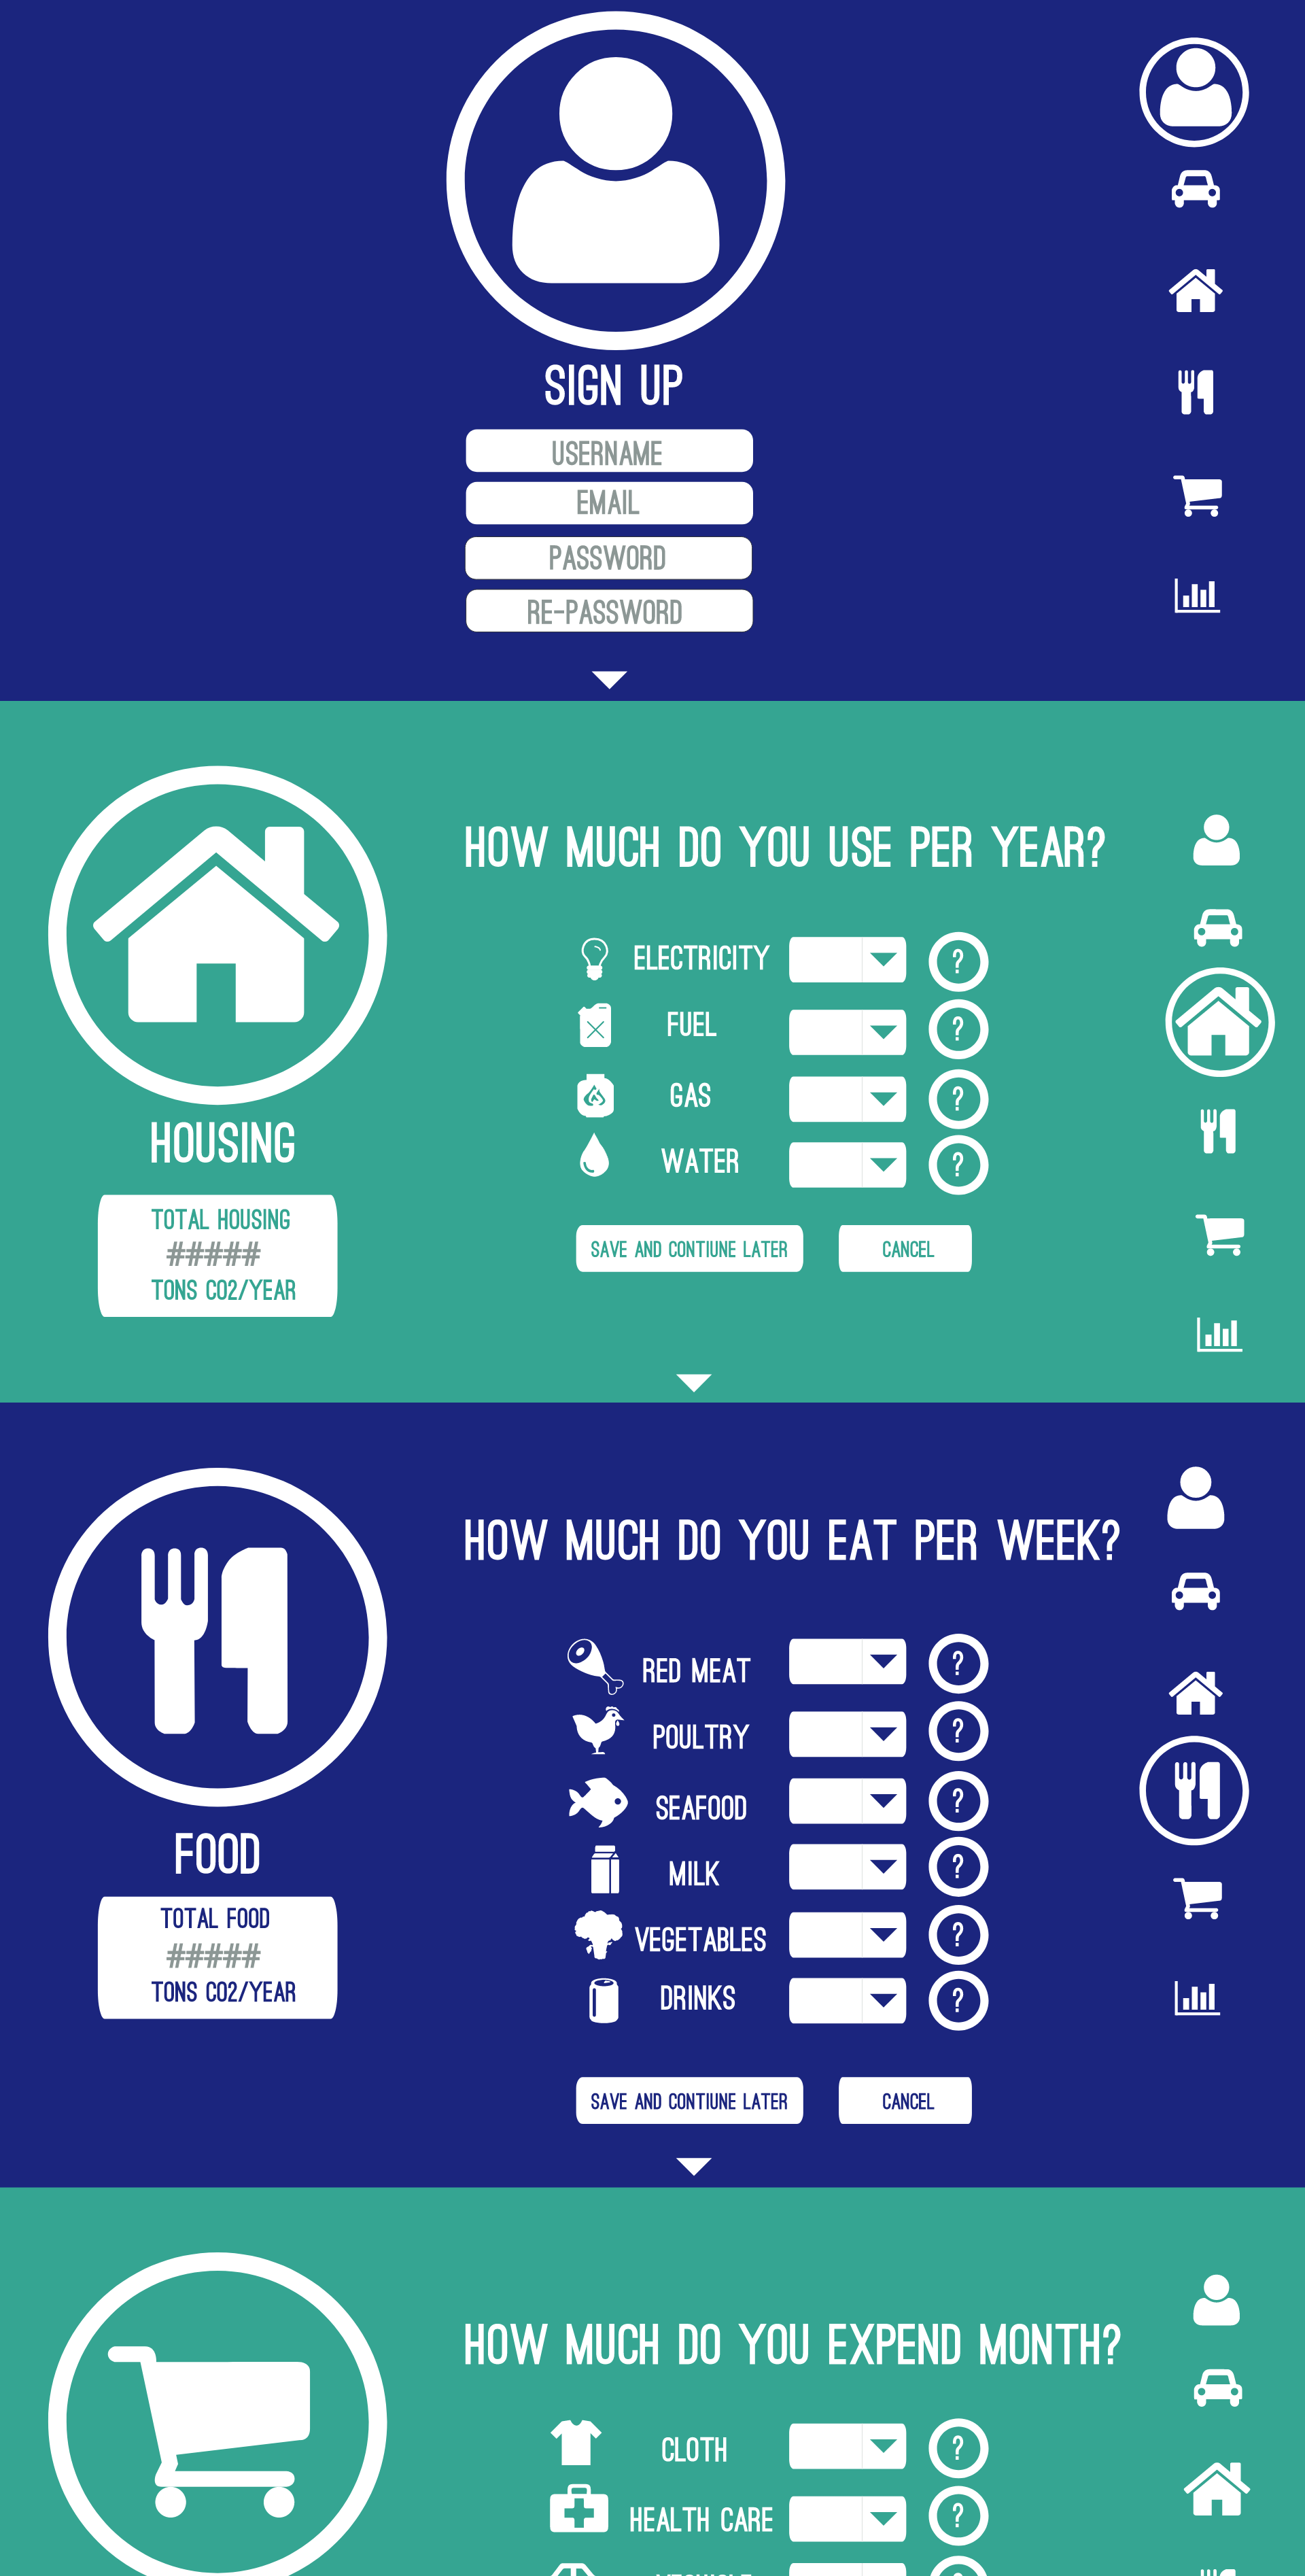 SIGN UP
USERNAME
EMAIL
PASSWORD
RE-PASSWORD
HOW MUCH DO YOU USE PER YEAR?
ELECTRICITY ?
FUEL ?
GAS ?
WATER ?
HOUSING
TOTAL HOUSING
#####
TONS CO2/YEAR
SAVE AND CONTIUNE LATER CANCEL
HOW MUCH DO YOU EAT PER WEEK?
RED MEAT ?
POULTRY ?
SEAFOOD ?
MILK ?
VEGETABLES ?
DRINKS ?
FOOD
TOTAL FOOD
#####
TONS CO2/YEAR
SAVE AND CONTIUNE LATER CANCEL
HOW MUCH DO YOU EXPEND MONTH?
CLOTH ?
HEALTH CARE ?